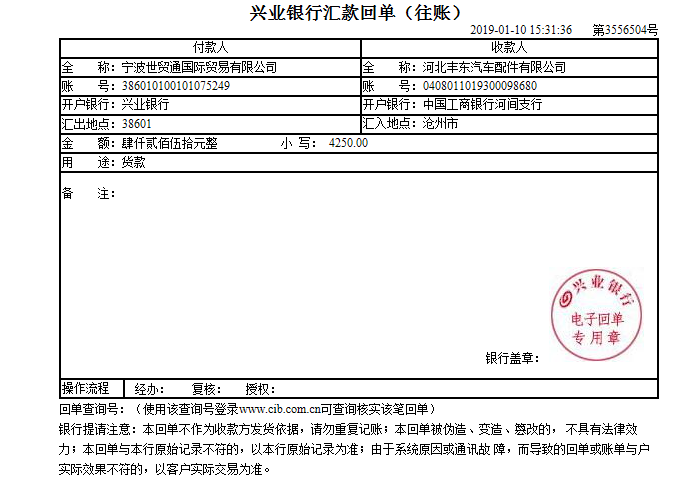 兴业银行汇款回单（往账）
2019-01-10 15:31:36 第3556504号
付款人 收款人
全 称：宁波世贸通国际贸易有限公司 全 称：河北丰东汽车配件有限公司
账 号：386010100101075249 账 号：0408011019300098680
开户银行：兴业银行 开户银行：中国工商银行河间支行
汇出地点：38601 汇入地点：沧州市
金 额：肆仟贰佰伍拾元整 小 写： 4250.00
用 途：货款
备 注：
兴业银行
电子回单
专用章
银行盖章：
操作流程 经办： 复核： 授权：
回单查询号：（使用该查询号登录www.cib.com.cn可查询核实该笔回单）
银行提请注意：本回单不作为收款方发货依据，请勿重复记账；本回单被伪造、变造、篡改的， 不具有法律效
力；本回单与本行原始记录不符的，以本行原始记录为准；由于系统原因或通讯故 障，而导致的回单或账单与户
实际效果不符的，以客户实际交易为准。